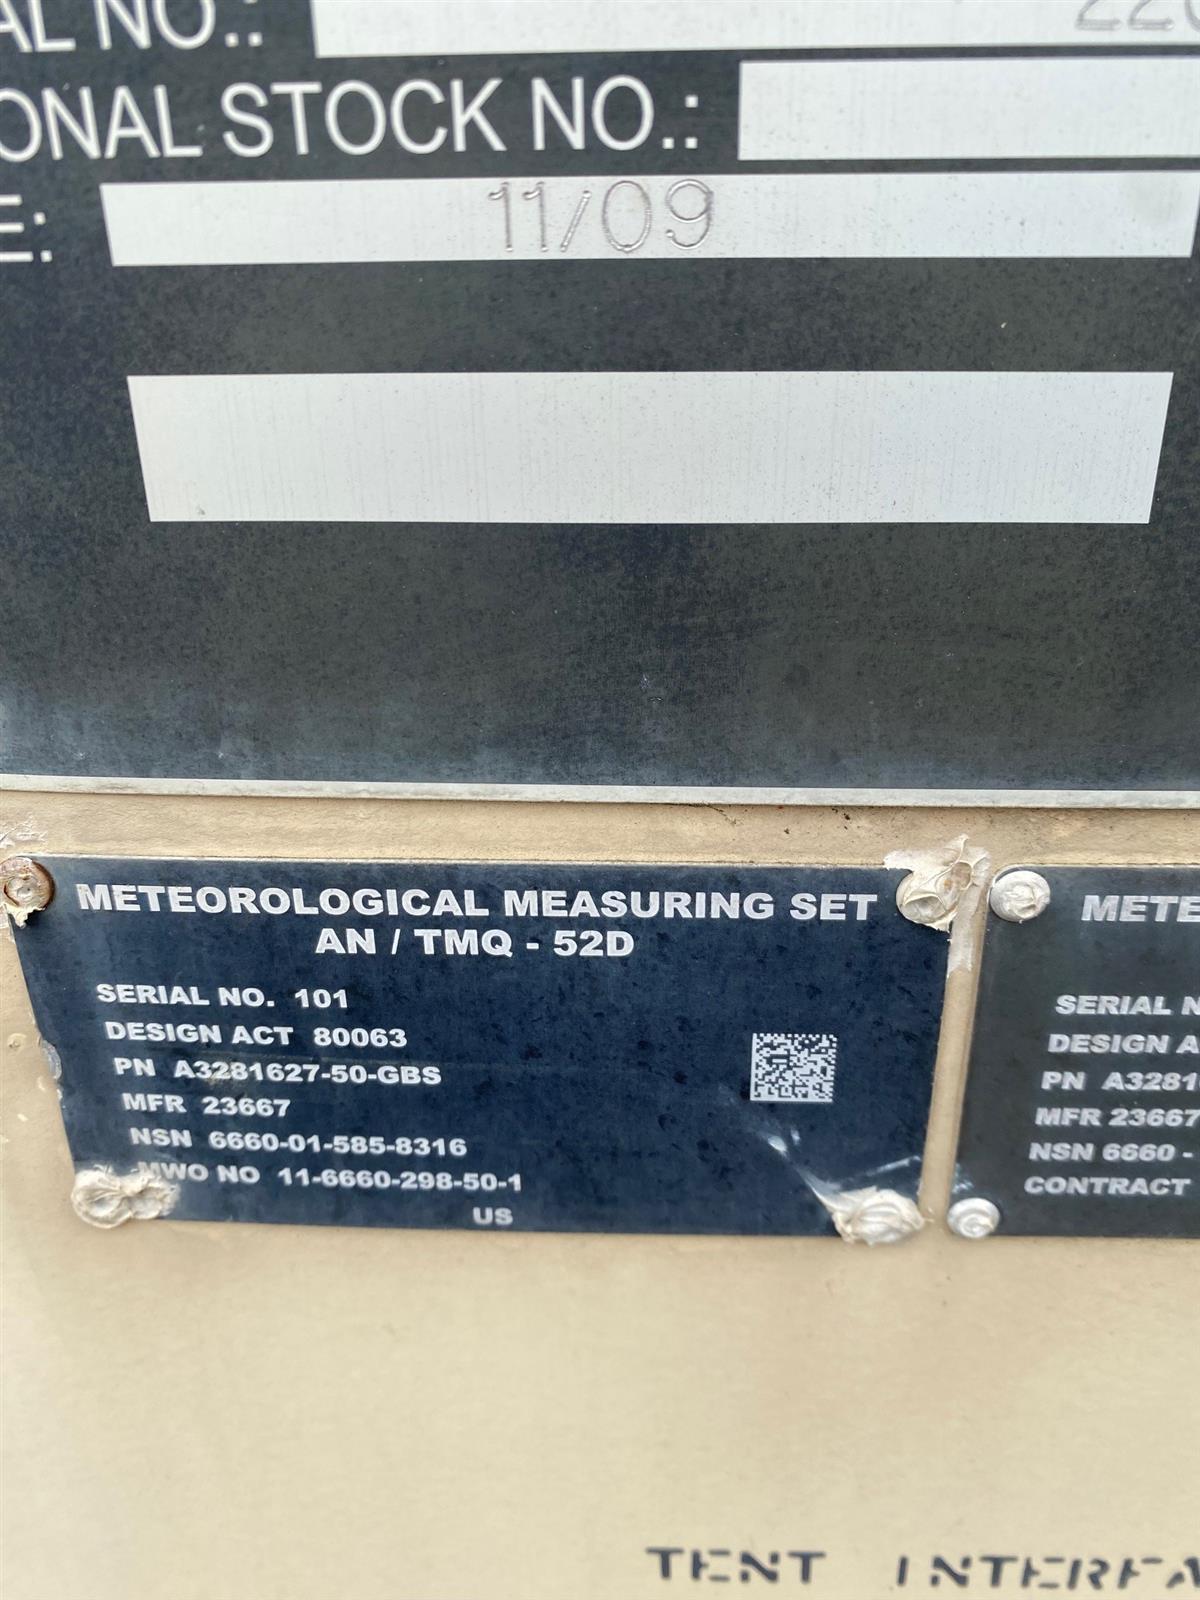 AL NO.: 220
ONAL STOCK NO.:
E: 11/09
METEOROLOGICAL MEASURING SET
AN / TMQ - 52D
SERIAL NO. 101
DESIGN ACT 80063
PN A3281627-50-GBS
MFR 23667
NSN 6660-01-585-8316
MWO NO 11-6660-298-50-1
US
METE
SERIAL N
DESIGN A
PN A3281
MFR 23667
NSN 6660 -
CONTRACT
TENT INTERFA